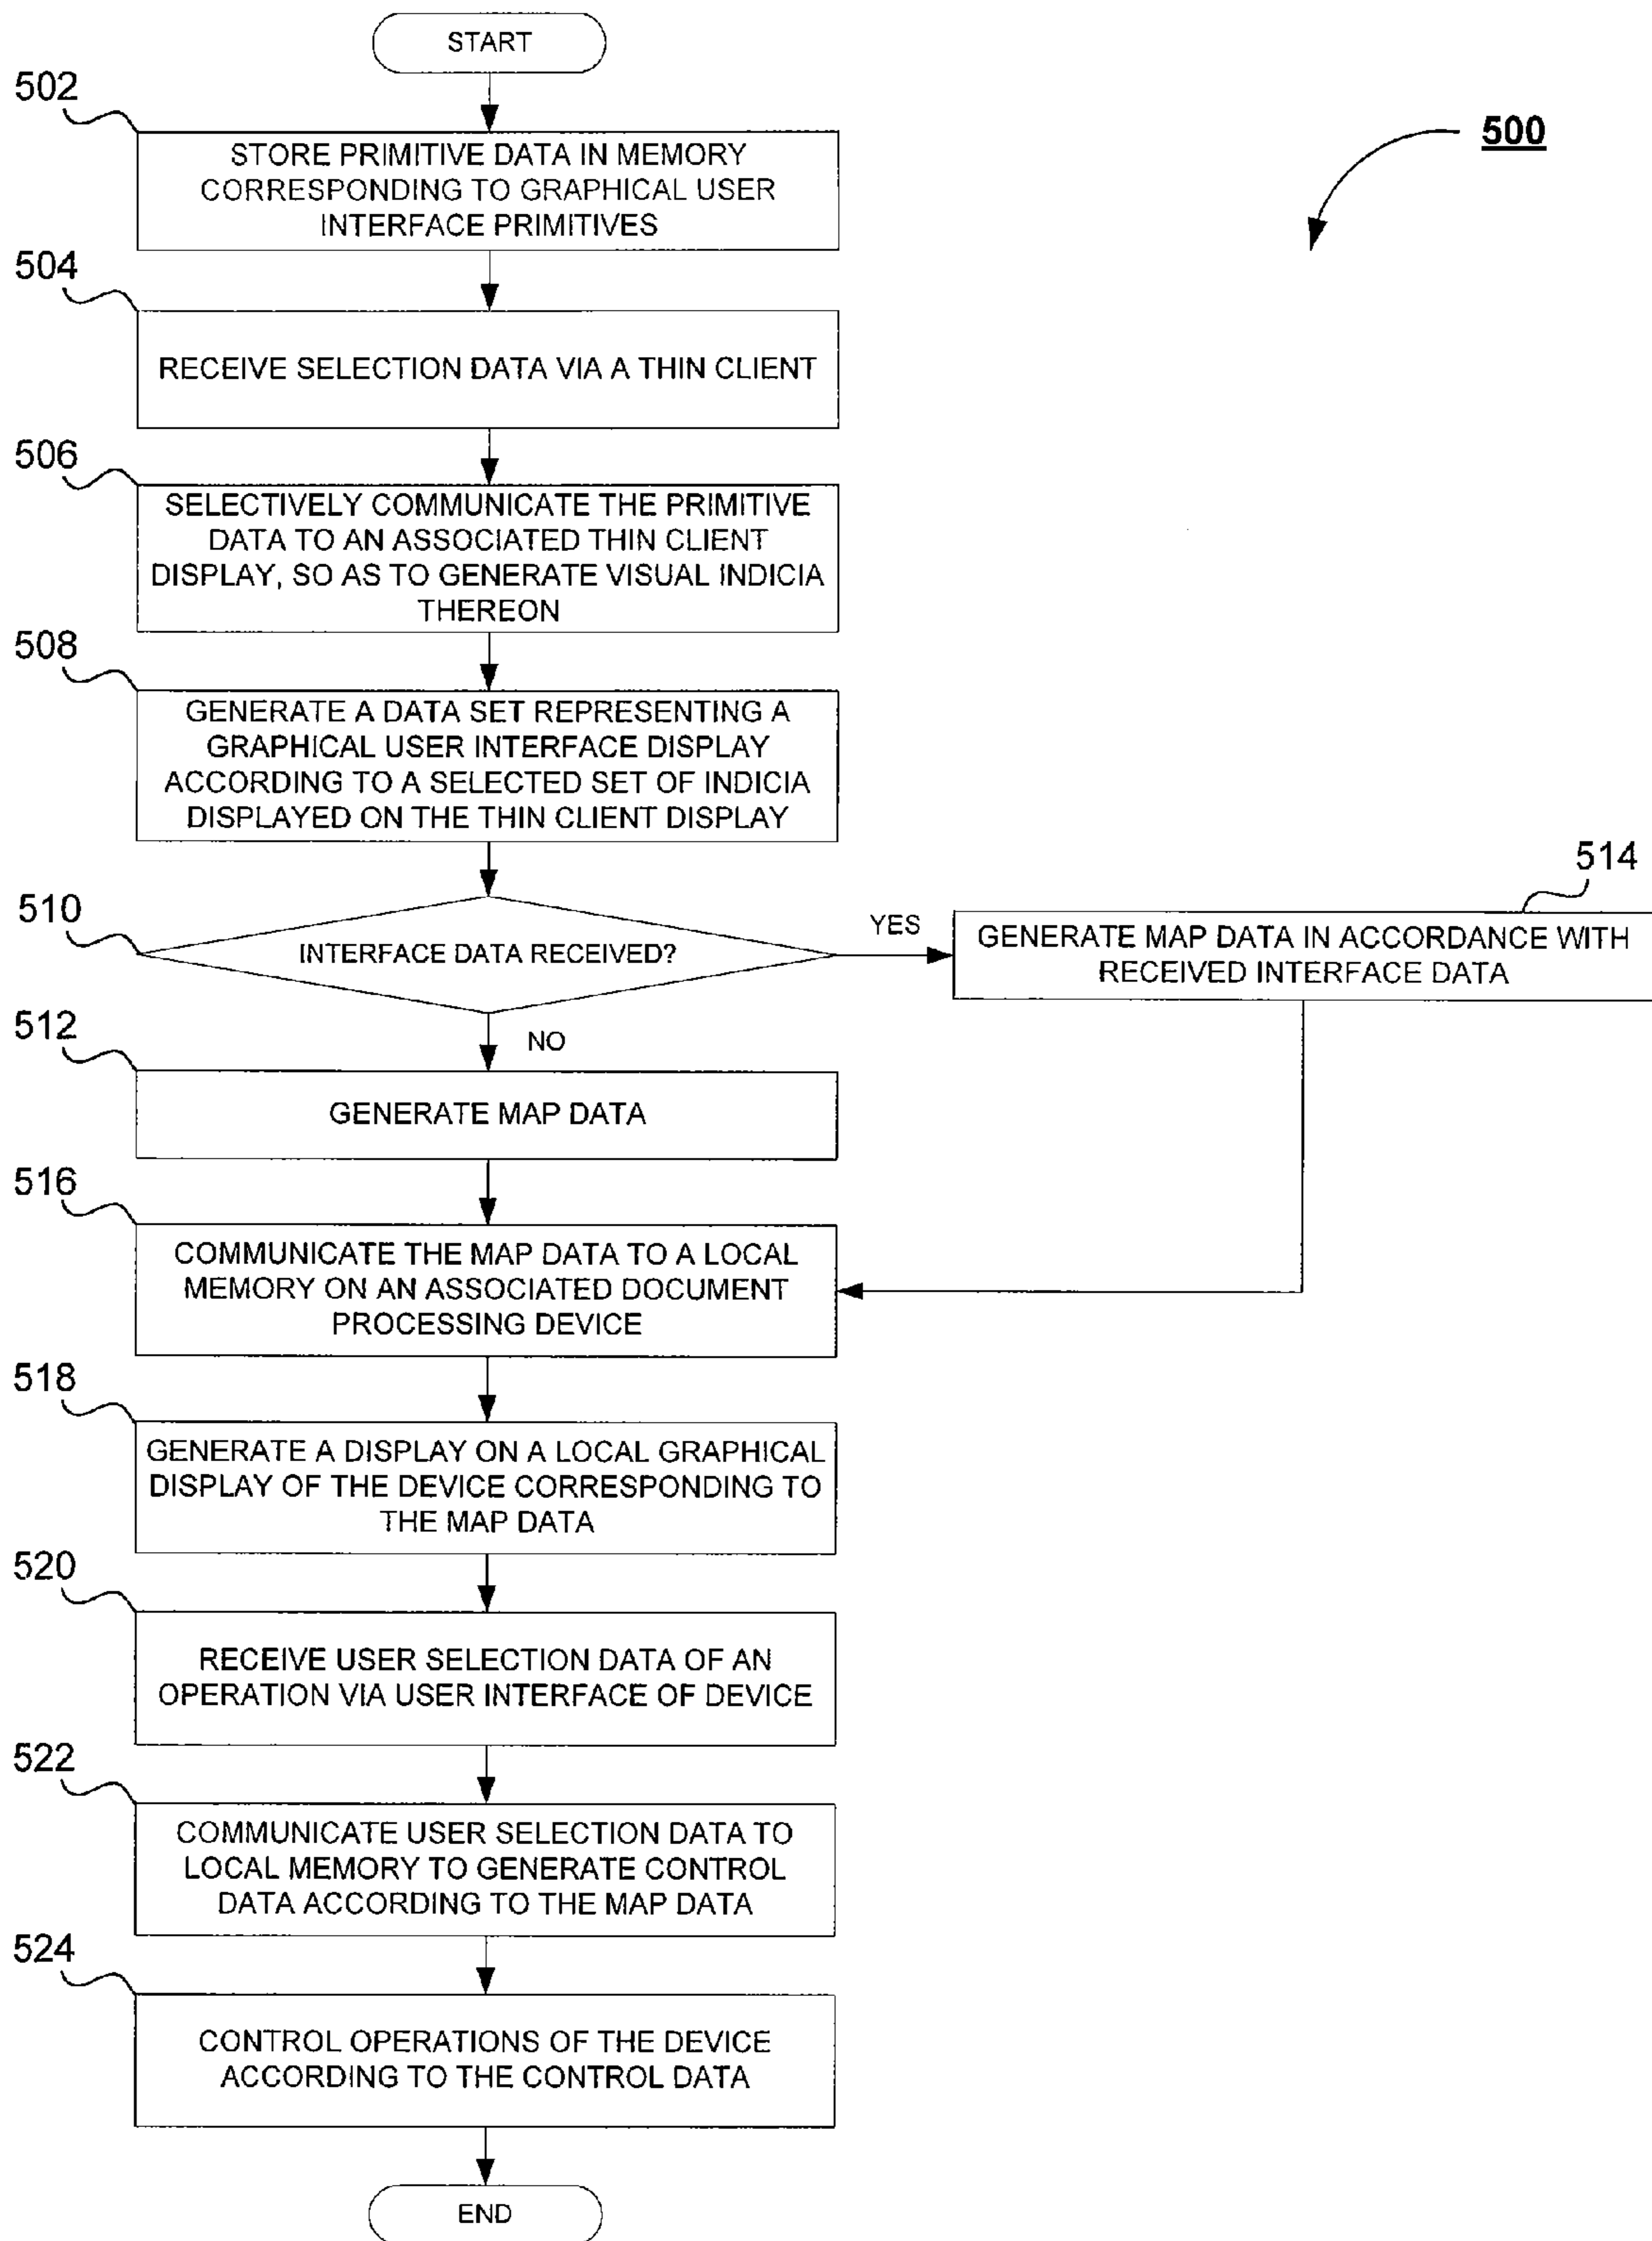 START
500
502
STORE PRIMITIVE DATA IN MEMORY
CORRESPONDING TO GRAPHICAL USER
INTERFACE PRIMITIVES
504
RECEIVE SELECTION DATA VIA A THIN CLIENT
506
SELECTIVELY COMMUNICATE THE PRIMITIVE
DATA TO AN ASSOCIATED THIN CLIENT
DISPLAY, SO AS TO GENERATE VISUAL INDICIA
THEREON
508
GENERATE A DATA SET REPRESENTING A
GRAPHICAL USER INTERFACE DISPLAY
ACCORDING TO A SELECTED SET OF INDICIA
DISPLAYED ON THE THIN CLIENT DISPLAY
510
INTERFACE DATA RECEIVED?
YES
514
GENERATE MAP DATA IN ACCORDANCE WITH
RECEIVED INTERFACE DATA
NO
512
GENERATE MAP DATA
516
COMMUNICATE THE MAP DATA TO A LOCAL
MEMORY ON AN ASSOCIATED DOCUMENT
PROCESSING DEVICE
518
GENERATE A DISPLAY ON A LOCAL GRAPHICAL
DISPLAY OF THE DEVICE CORRESPONDING TO
THE MAP DATA
520
RECEIVE USER SELECTION DATA OF AN
OPERATION VIA USER INTERFACE OF DEVICE
522
COMMUNICATE USER SELECTION DATA TO
LOCAL MEMORY TO GENERATE CONTROL
DATA ACCORDING TO THE MAP DATA
524
CONTROL OPERATIONS OF THE DEVICE
ACCORDING TO THE CONTROL DATA
END